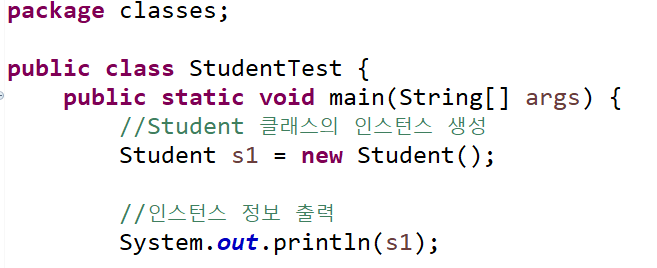 package classes;
public class StudentTest {
public static void main(String[] args) {
//Student 클래스의 인스턴스 생성
Student s1 = new Student();
//인스턴스 정보 출력
System.out.println(s1);